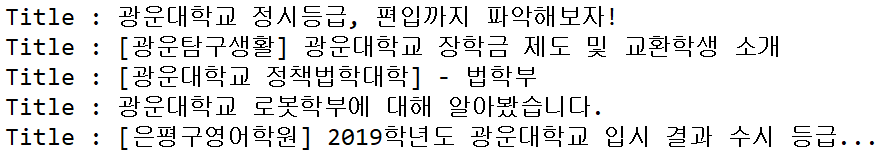 Title : 광운대학교 정시등급, 편입까지 파악해보자!
Title : [광운탐구생활] 광운대학교 장학금 제도 및 교환학생 소개
Title : [광운대학교 정책법학대학] - 법학부
Title : 광운대학교 로봇학부에 대해 알아봤습니다.
Title : [은평구영어학원] 2019학년도 광운대학교 입시 결과 수시 등급...